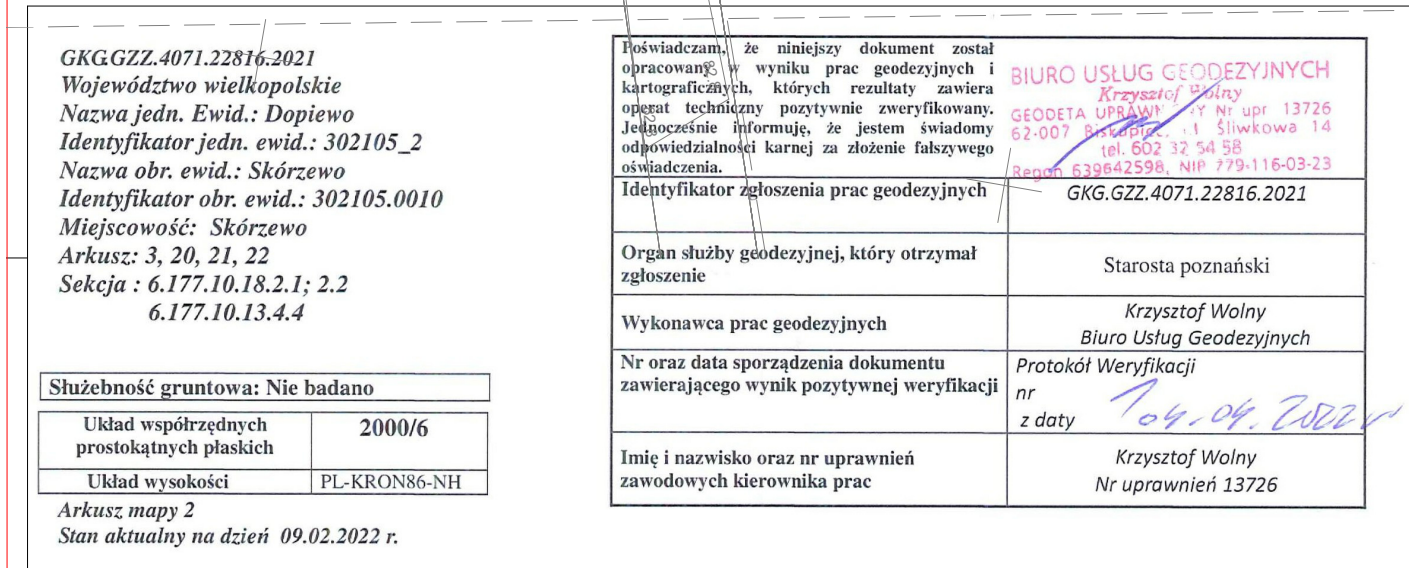 GKG.GZZ.4071.22816.2021
Województwo wielkopolskie
Nazwa jedn. Ewid.: Dopiewo
Identyfikator jedn. ewid.: 302105_2
Nazwa obr. ewid.: Skórzewo
Identyfikator obr. ewid.: 302105.0010
Miejscowość: Skórzewo
Arkusz: 3, 20, 21, 22
Sekcja : 6.177.10.18.2.1; 2.2
6.177.10.13.4.4
Służebność gruntowa: Nie badano
Układ współrzędnych
prostokątnych płaskich
2000/6
Układ wysokości
PL-KRON86-NH
Arkusz mapy 2
Stan aktualny na dzień 09.02.2022 r.
Poświadczam, że niniejszy dokument został
opracowany w wyniku prac geodezyjnych i
kartograficznych, których rezultaty zawiera
operat techniczny pozytywnie zweryfikowany.
Jednocześnie informuję, że jestem świadomy
odpowiedzialności karnej za złożenie fałszywego
oświadczenia.
BIURO USŁUG GEODEZYJNYCH
Krzysztof Wolny
GEODETA Nr upr 13726
62-007 Śliwkowa 14
tel. 602 32 54 58
Regon 639642598, NIP 779-116-03-23
Identyfikator zgłoszenia prac geodezyjnych
GKG.GZZ.4071.22816.2021
Organ służby geodezyjnej, który otrzymał
zgłoszenie
Starosta poznański
Wykonawca prac geodezyjnych
Krzysztof Wolny
Biuro Usług Geodezyjnych
Nr oraz data sporządzenia dokumentu
zawierającego wynik pozytywnej weryfikacji
Protokół Weryfikacji
nr 1
z daty 04.04.2022 r
Imię i nazwisko oraz nr uprawnień
zawodowych kierownika prac
Krzysztof Wolny
Nr uprawnień 13726